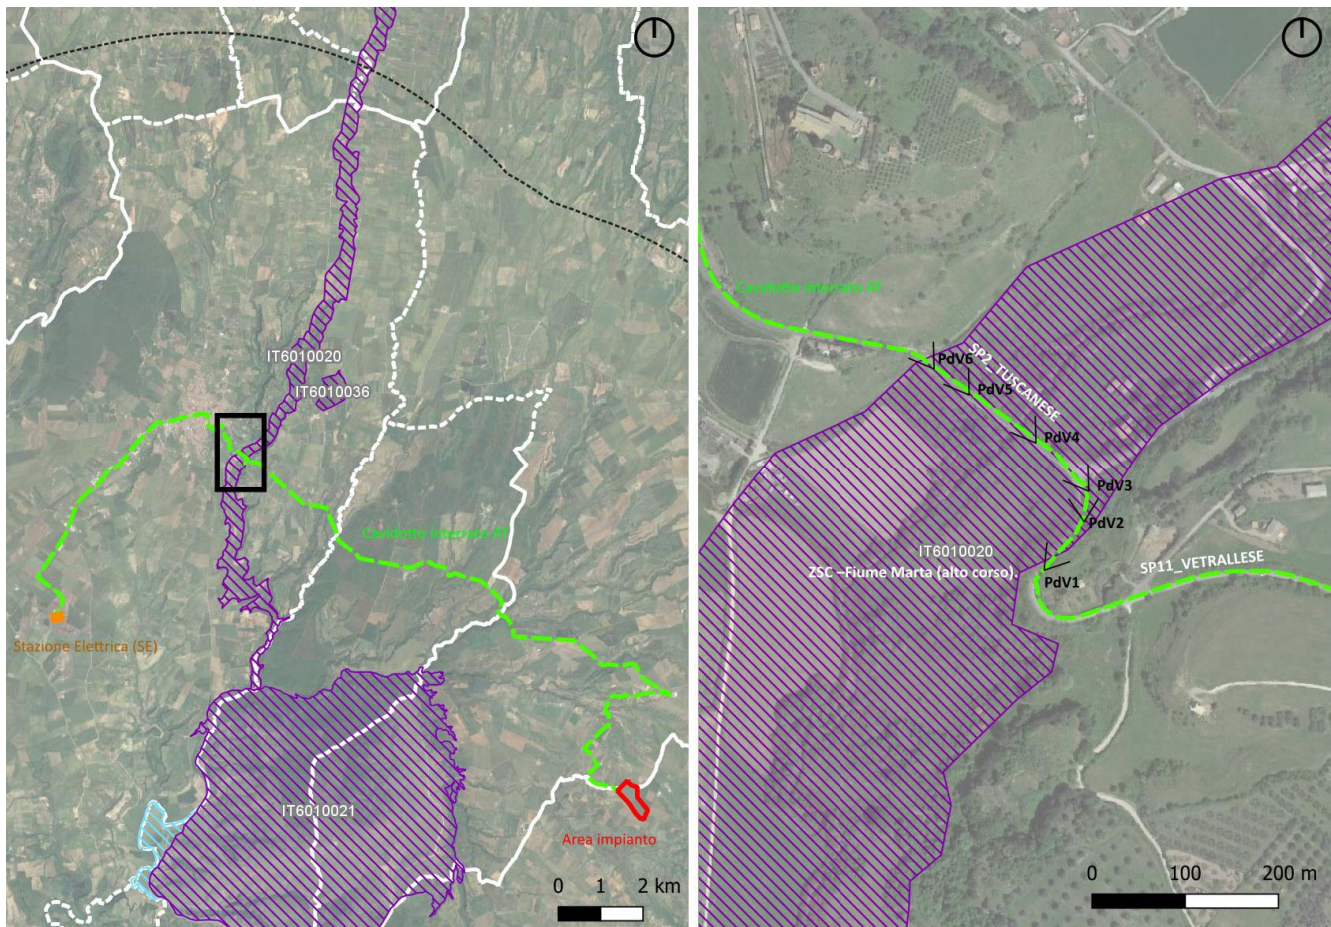 IT6010020
IT6010036
Cavidotto interrato AT
Stazione Elettrica (SE)
IT6010021
Area impianto
0 1 2 km
Cavidotto interrato AT
SP2_TUSCANESE
PdV6
PdV5
PdV4
PdV3
PdV2
IT6010020
ZSC –Fiume Marta (alto corso)
PdV1
SP11_VETRALLESE
0 100 200 m